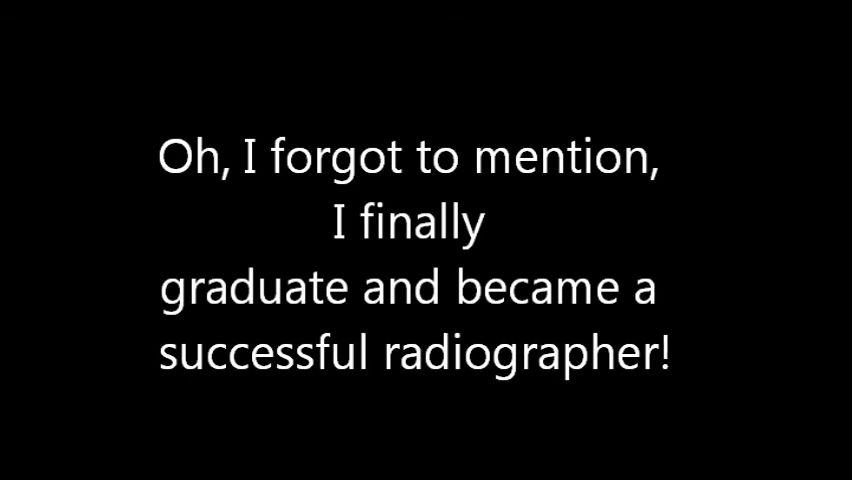 Oh, I forgot to mention,
I finally
graduate and became a
successful radiographer!